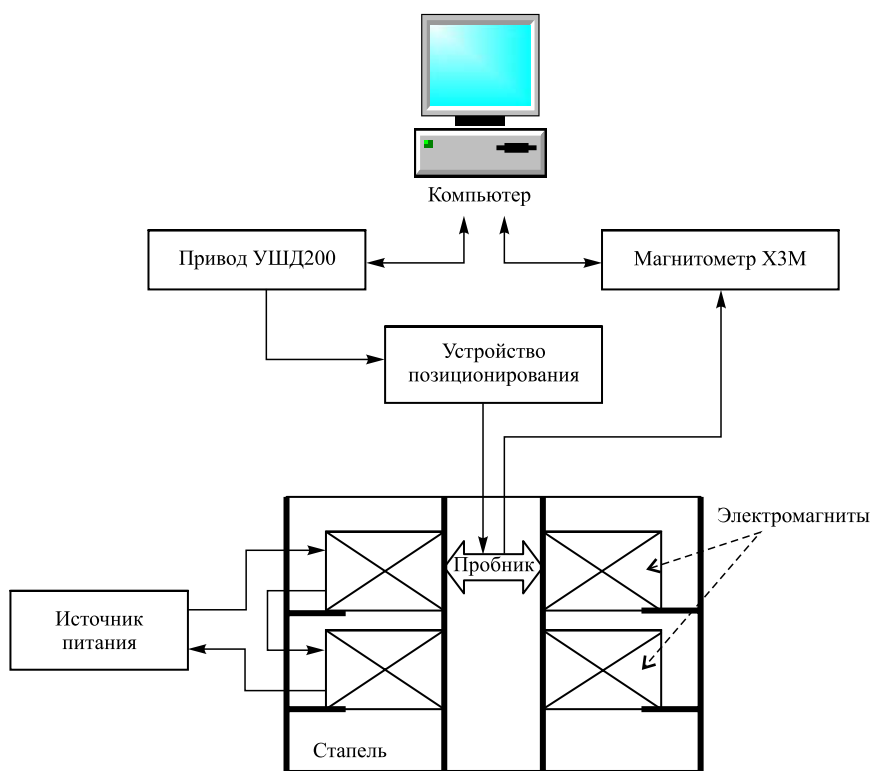 Компьютер
Привод УШД200
Магнитометр Х3М
Устройство
позиционирования
Электромагниты
Пробник
Источник
питания
Стапель